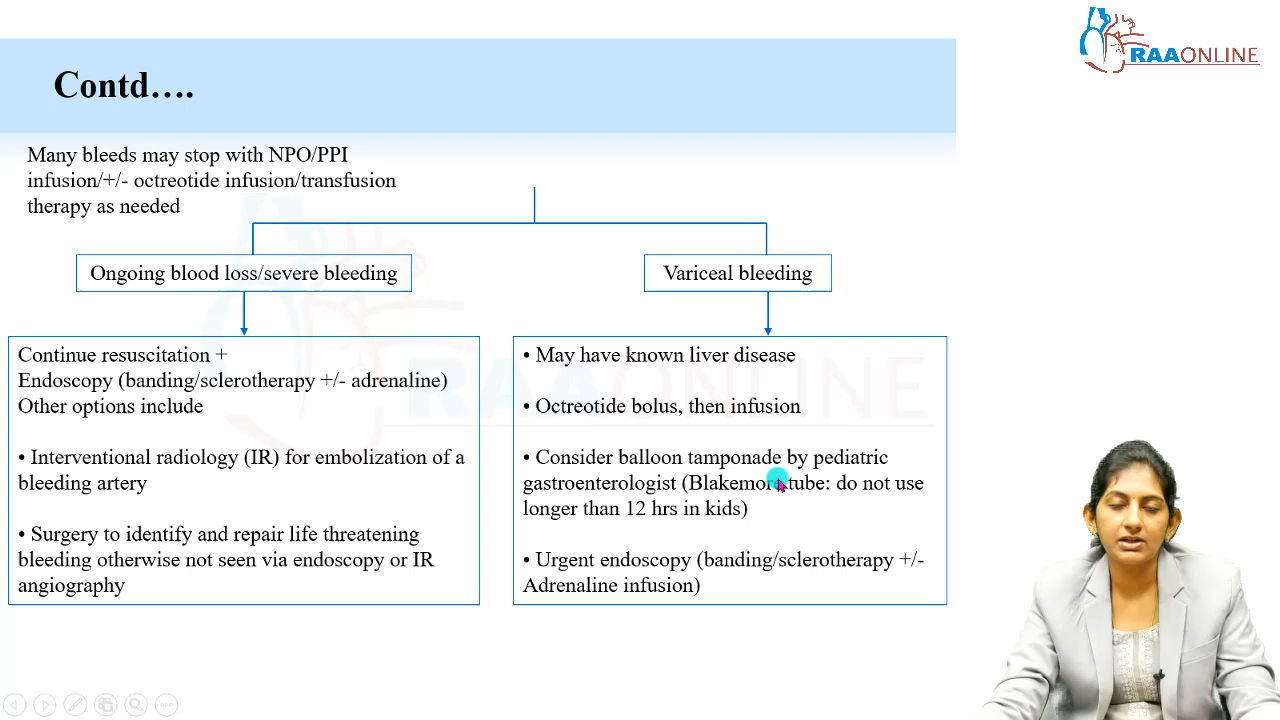 RAAONLINE
Contd….
Many bleeds may stop with NPO/PPI
infusion/+/- octreotide infusion/transfusion
therapy as needed
Ongoing blood loss/severe bleeding
Variceal bleeding
Continue resuscitation +
Endoscopy (banding/sclerotherapy +/- adrenaline)
Other options include
• Interventional radiology (IR) for embolization of a
bleeding artery
• Surgery to identify and repair life threatening
bleeding otherwise not seen via endoscopy or IR
angiography
• May have known liver disease
• Octreotide bolus, then infusion
• Consider balloon tamponade by pediatric
gastroenterologist (Blakemore tube: do not use
longer than 12 hrs in kids)
• Urgent endoscopy (banding/sclerotherapy +/-
Adrenaline infusion)
RAAONLINE